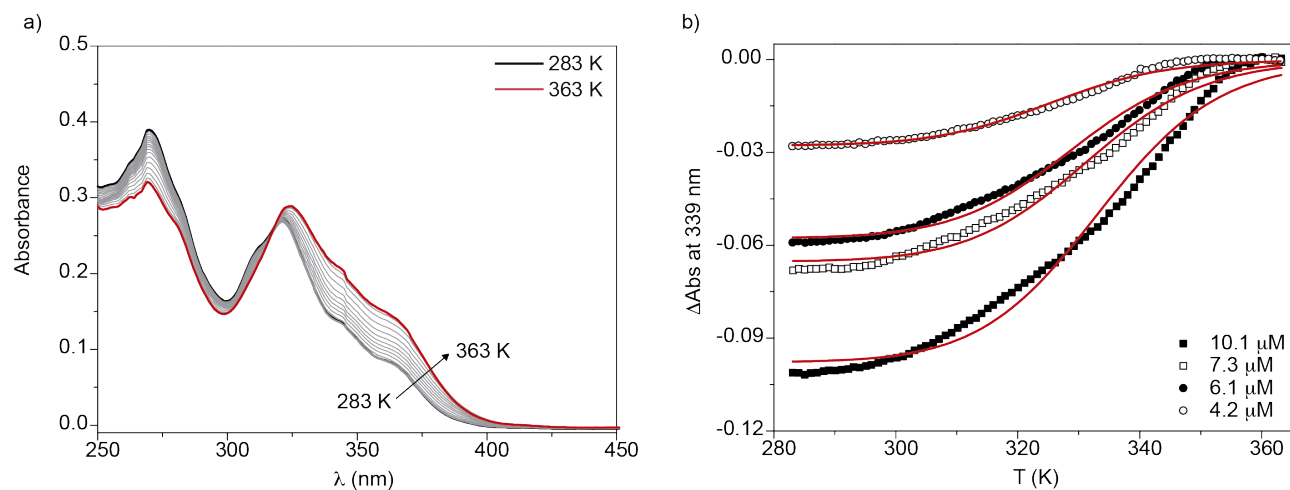 a)
Absorbance
0.5
0.4
0.3
0.2
0.1
0.0
283 K
363 K
363 K
283 K
250
300
350
400
450
λ (nm)
b)
ΔAbs at 339 nm
0.00
-0.03
-0.06
-0.09
-0.12
10.1 μM
7.3 μM
6.1 μM
4.2 μM
280
300
320
340
360
T (K)